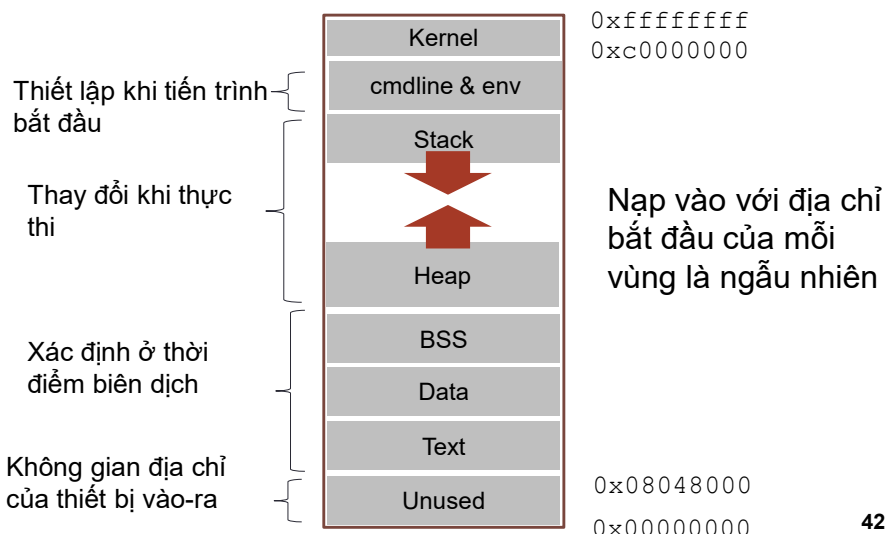 Kernel
0xffffffff
0xc0000000
Thiết lập khi tiến trình
bắt đầu
cmdline & env
Stack
Thay đổi khi thực
thi
Nạp vào với địa chỉ
bắt đầu của mỗi
vùng là ngẫu nhiên
Heap
Xác định ở thời
điểm biên dịch
BSS
Data
Text
Không gian địa chỉ
của thiết bị vào-ra
Unused
0x08048000
0x00000000
42